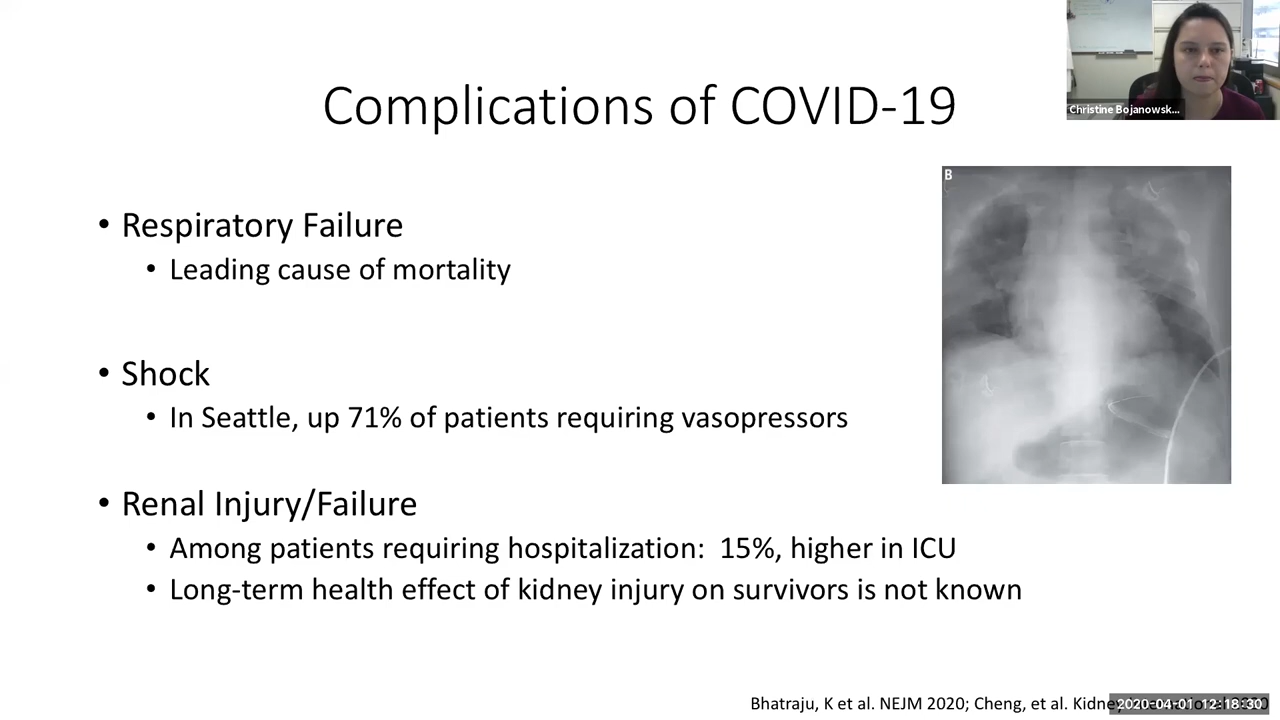 Complications of COVID-19
Christine Bojanowsk...
B
• Respiratory Failure
• Leading cause of mortality
• Shock
• In Seattle, up 71% of patients requiring vasopressors
• Renal Injury/Failure
• Among patients requiring hospitalization: 15%, higher in ICU
• Long-term health effect of kidney injury on survivors is not known
Bhatraju, K et al. NEJM 2020; Cheng, et al. Kidney
2020-04-01 12:18:30